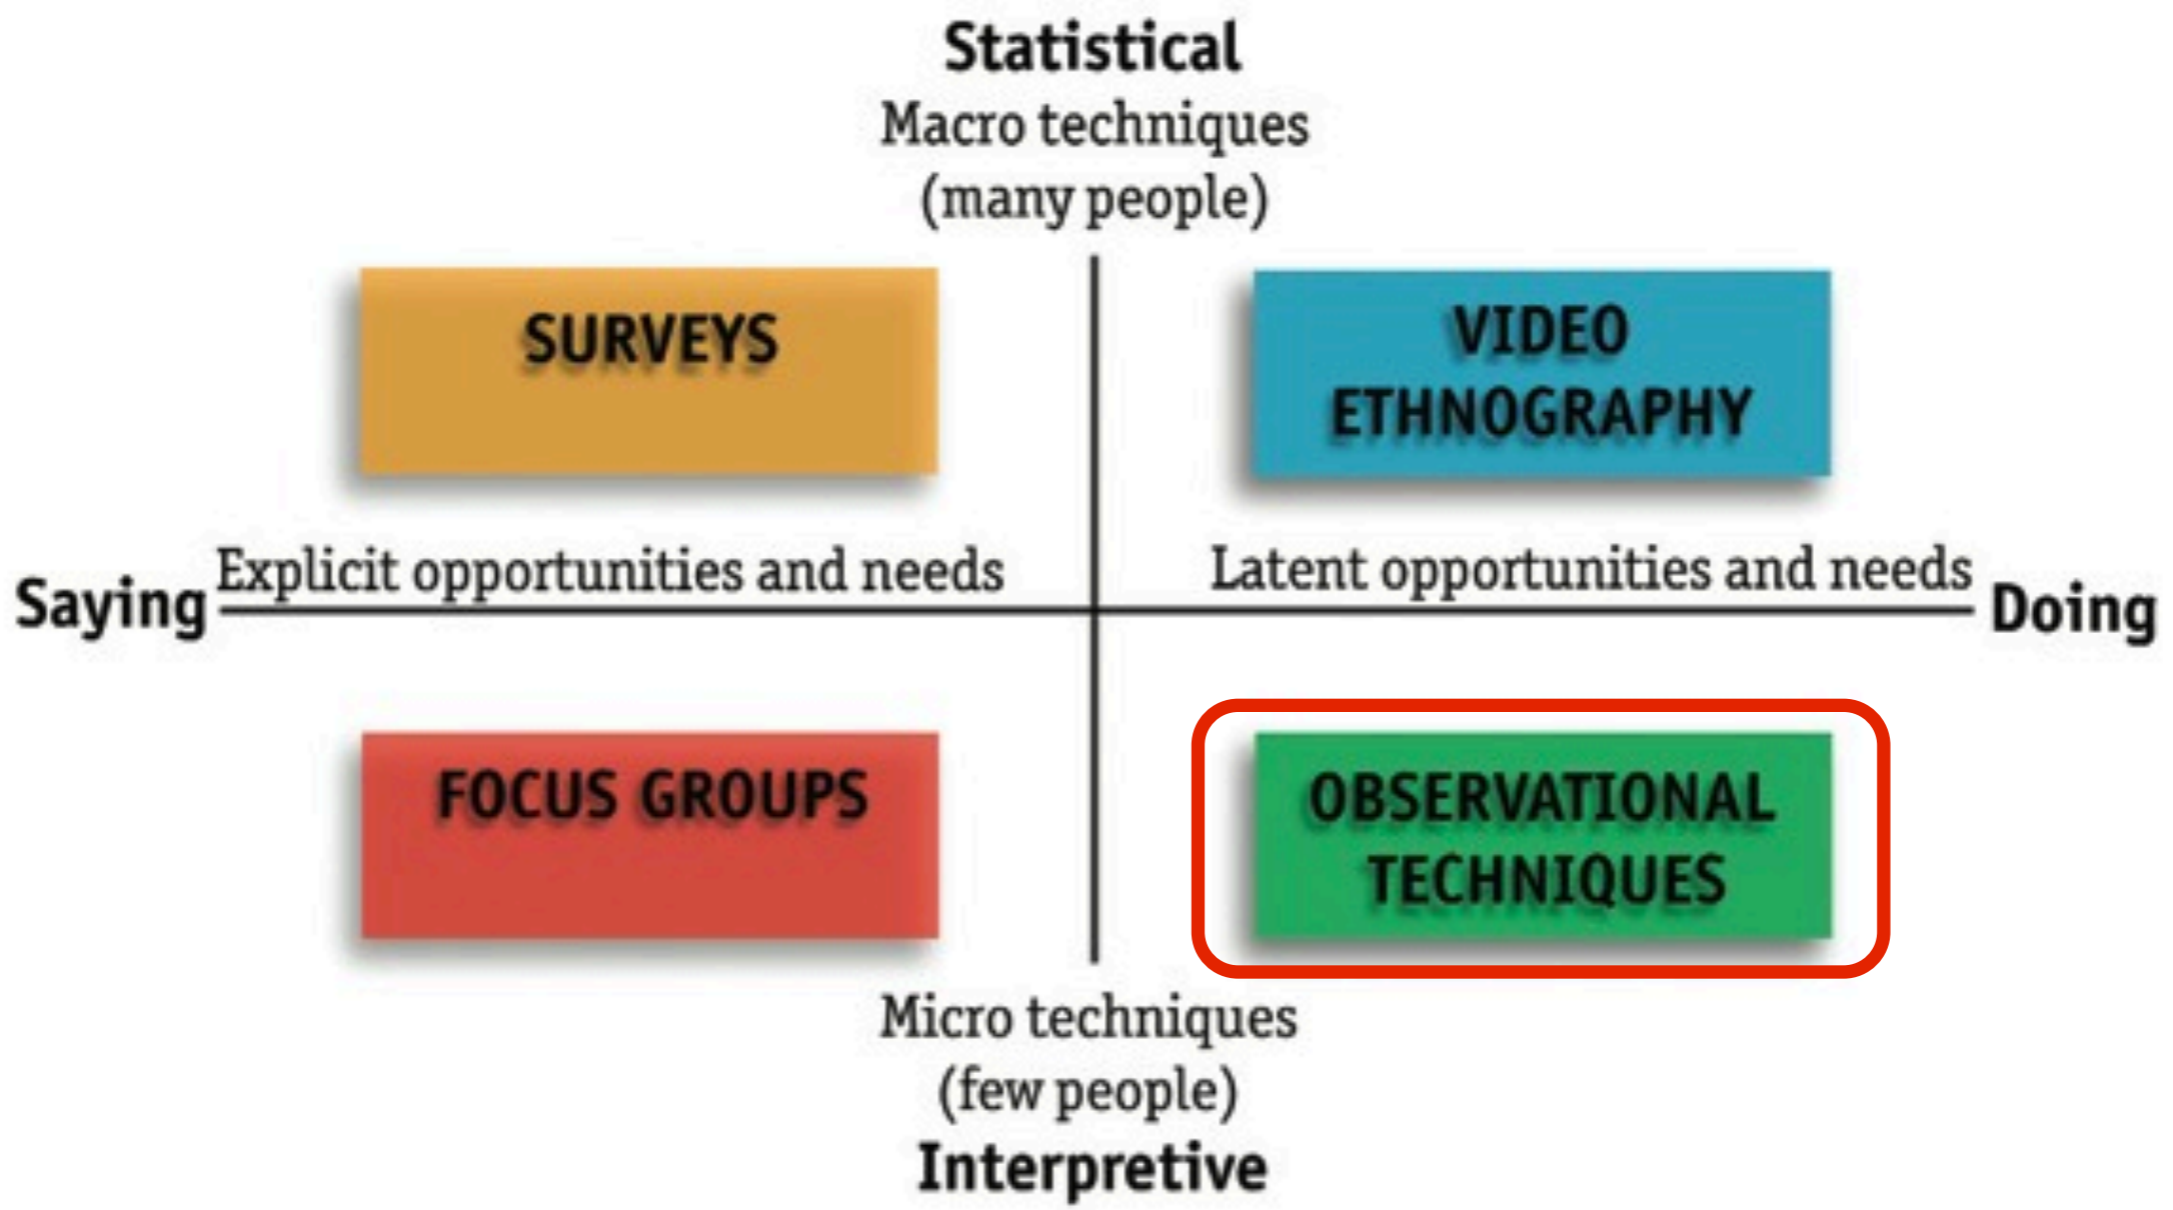 Statistical
Macro techniques
(many people)
SURVEYS
VIDEO
ETHNOGRAPHY
Explicit opportunities and needs
Latent opportunities and needs
Saying
Doing
FOCUS GROUPS
OBSERVATIONAL
TECHNIQUES
Micro techniques
(few people)
Interpretive